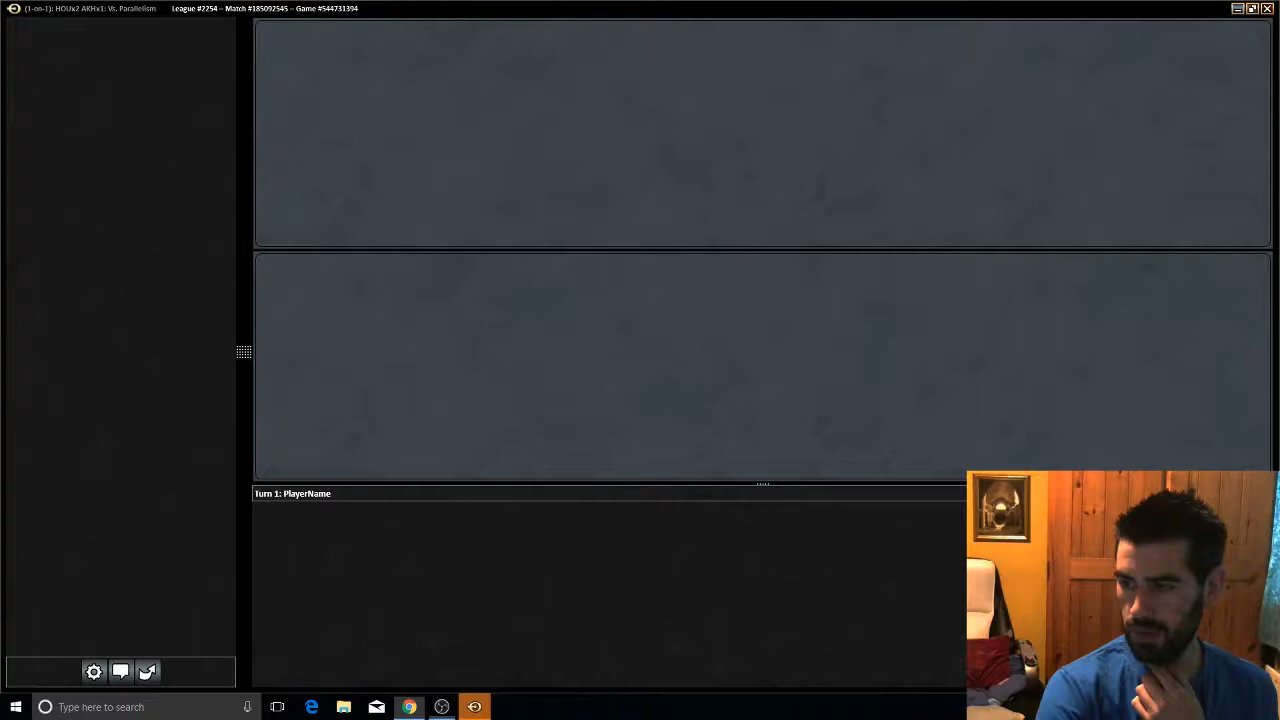 (1-on-1): HOUx2 AKHx1: Vs. Parallelism League #2254 – Match #185092545 – Game #544731394
Turn 1: PlayerName
Type here to search